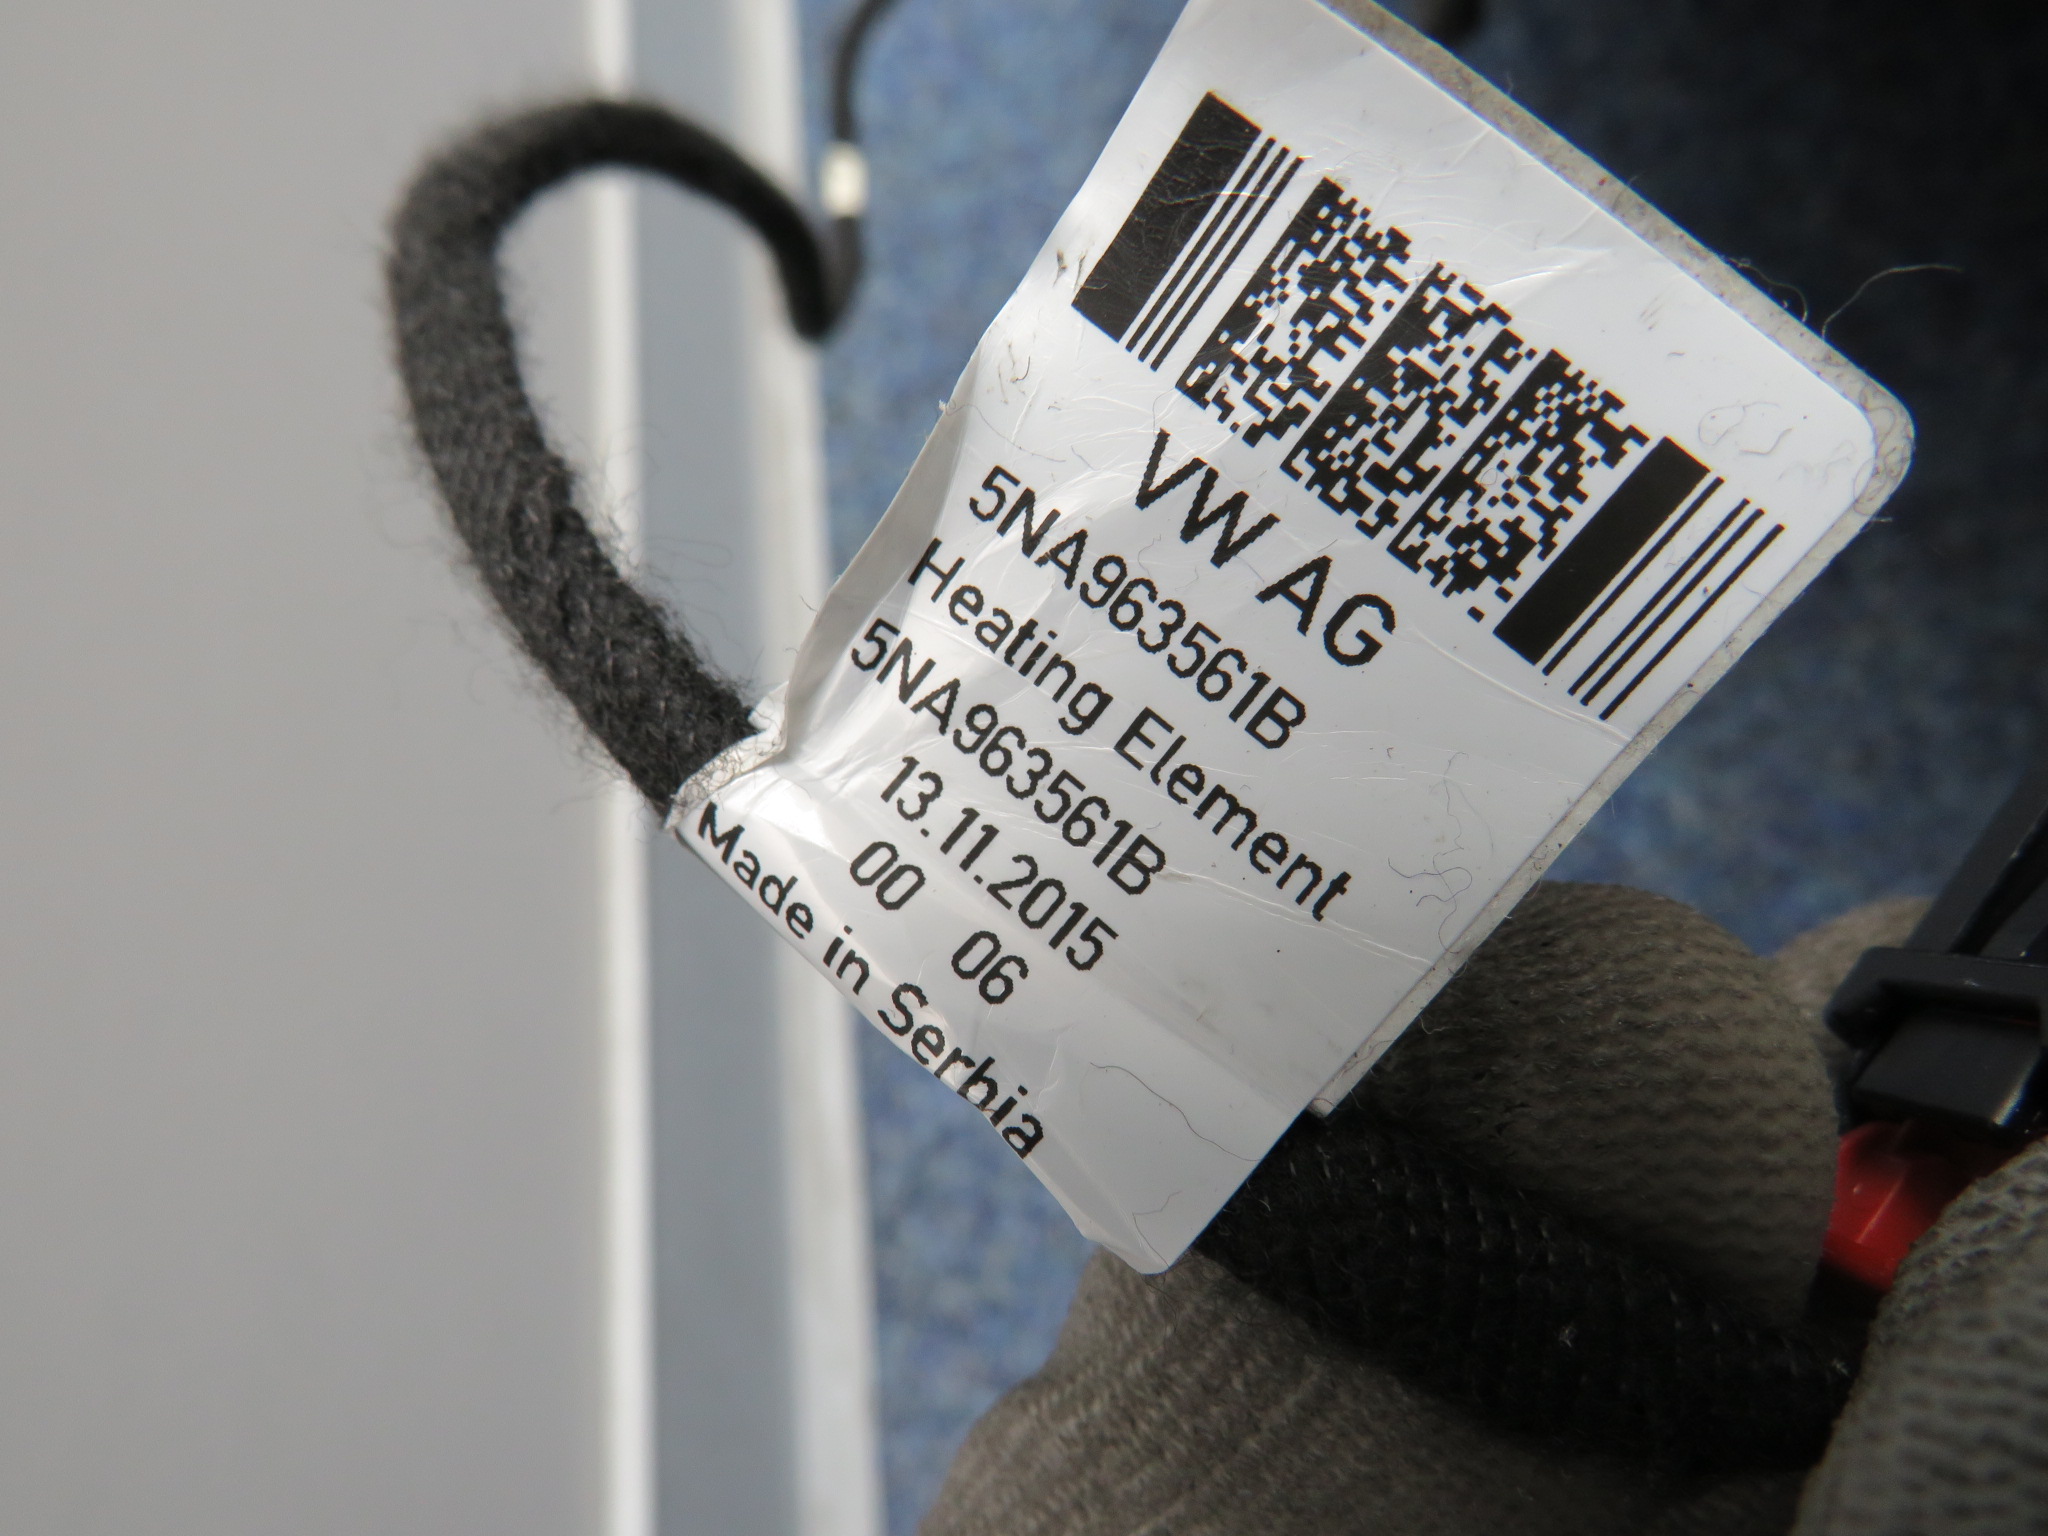 VW AG
5NA963561B
Heating Element
5NA963561B
13.11.2015
00 06
Made in Serbia